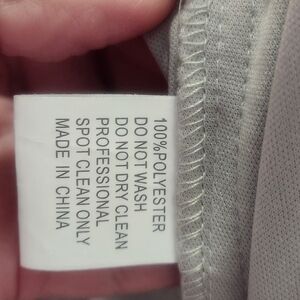 100%POLYESTER
DO NOT WASH
DO NOT DRY CLEAN
PROFESSIONAL
SPOT CLEAN ONLY
MADE IN CHINA